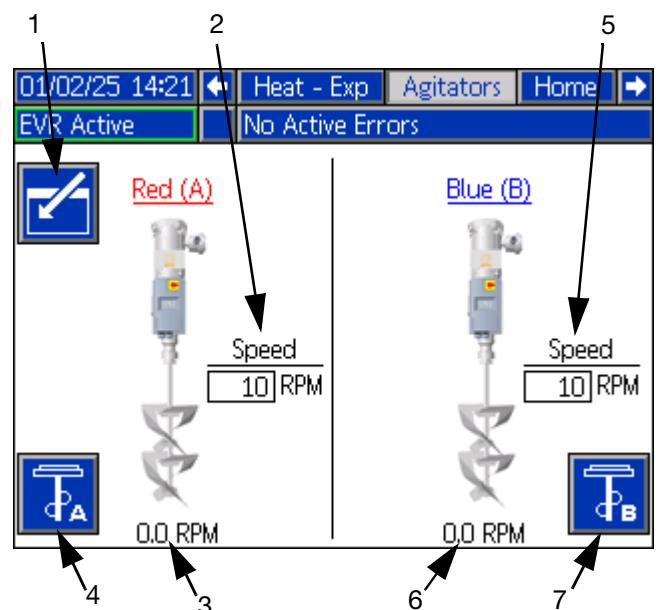 1 2 5
01/02/25 14:21 Heat - Exp Agitators Home
EVR Active No Active Errors
Red (A) Blue (B)
Speed Speed
10 RPM 10 RPM
A B
0.0 RPM 0.0 RPM
4 3 6 7